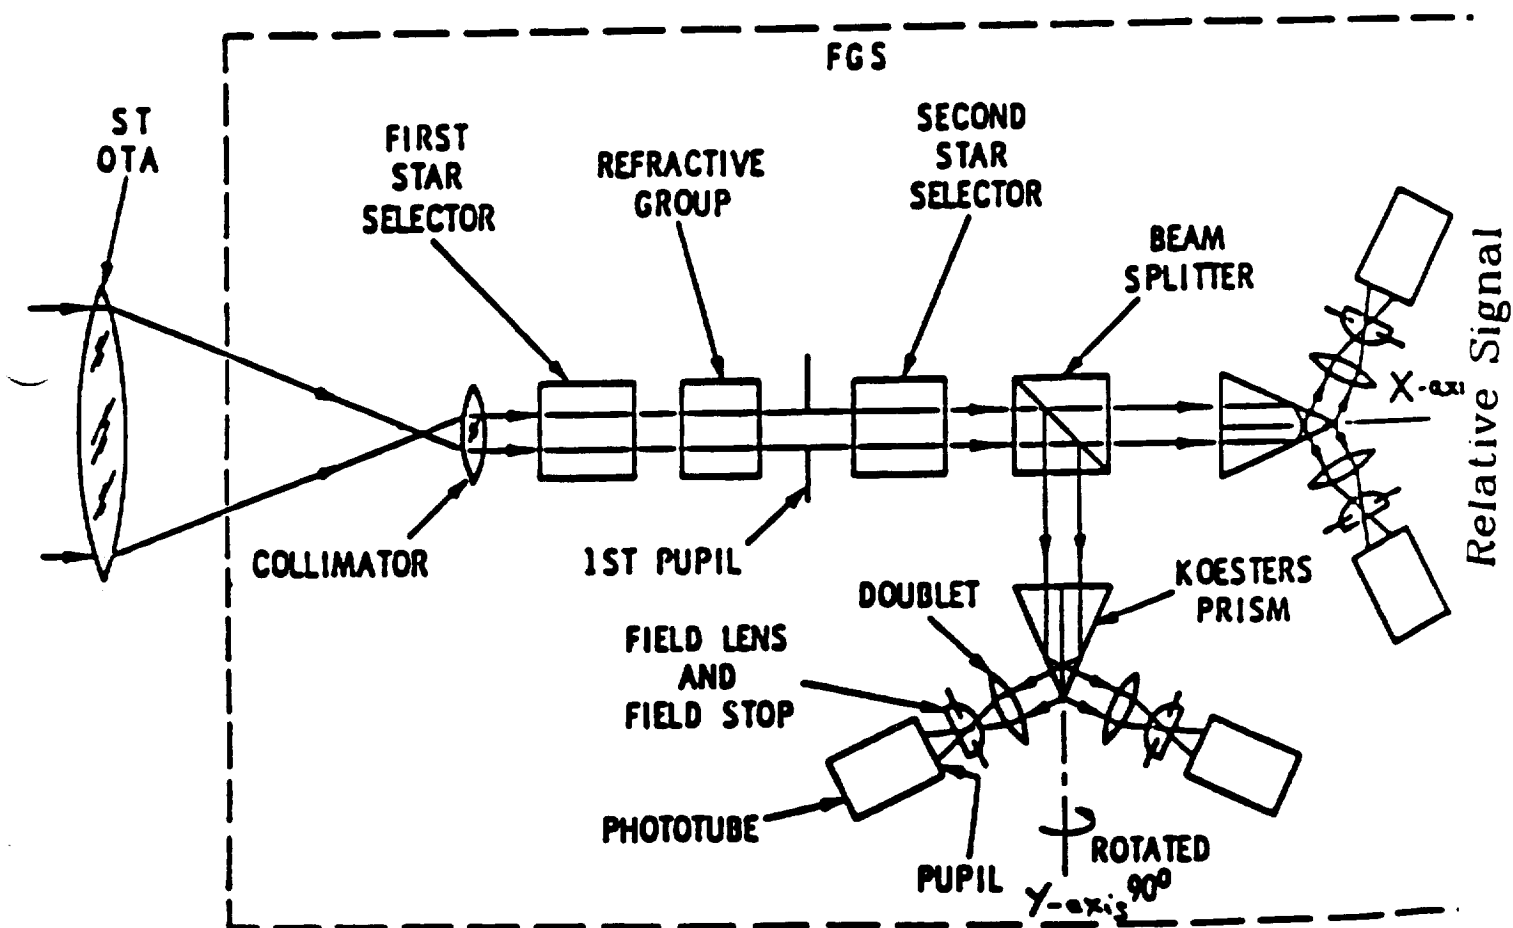 FGS
ST
OTA
FIRST
STAR
SELECTOR
REFRACTIVE
GROUP
SECOND
STAR
SELECTOR
BEAM
SPLITTER
X-axi
Relative Signal
COLLIMATOR
1ST PUPIL
DOUBLET
KOESTERS
PRISM
FIELD LENS
AND
FIELD STOP
PHOTOTUBE
PUPIL
ROTATED
90°
Y-axis